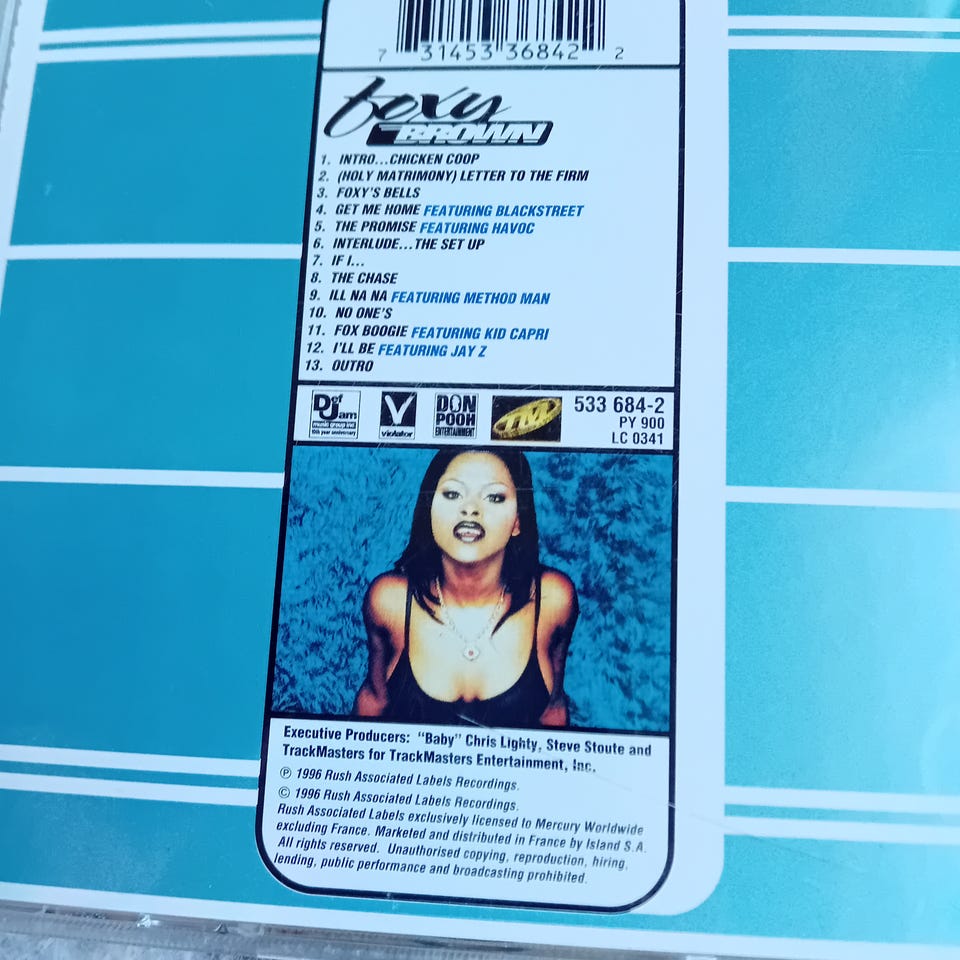 7 31453 36842 2
foxy
BROWN
1. INTRO...CHICKEN COOP
2. (HOLY MATRIMONY) LETTER TO THE FIRM
3. FOXY'S BELLS
4. GET ME HOME FEATURING BLACKSTREET
5. THE PROMISE FEATURING HAVOC
6. INTERLUDE...THE SET UP
7. IF I...
8. THE CHASE
9. ILL NA NA FEATURING METHOD MAN
10. NO ONE'S
11. FOX BOOGIE FEATURING KID CAPRI
12. I'LL BE FEATURING JAY Z
13. OUTRO
Def
Jam
music group inc
10th year anniversary
V
violator
DON
POOH
ENTERTAINMENT
TM
533 684-2
PY 900
LC 0341
Executive Producers: "Baby" Chris Lighty, Steve Stoute and
TrackMasters for TrackMasters Entertainment, Inc.
℗ 1996 Rush Associated Labels Recordings.
© 1996 Rush Associated Labels Recordings.
Rush Associated Labels exclusively licensed to Mercury Worldwide
excluding France. Marketed and distributed in France by Island S.A.
All rights reserved. Unauthorised copying, reproduction, hiring,
lending, public performance and broadcasting prohibited.